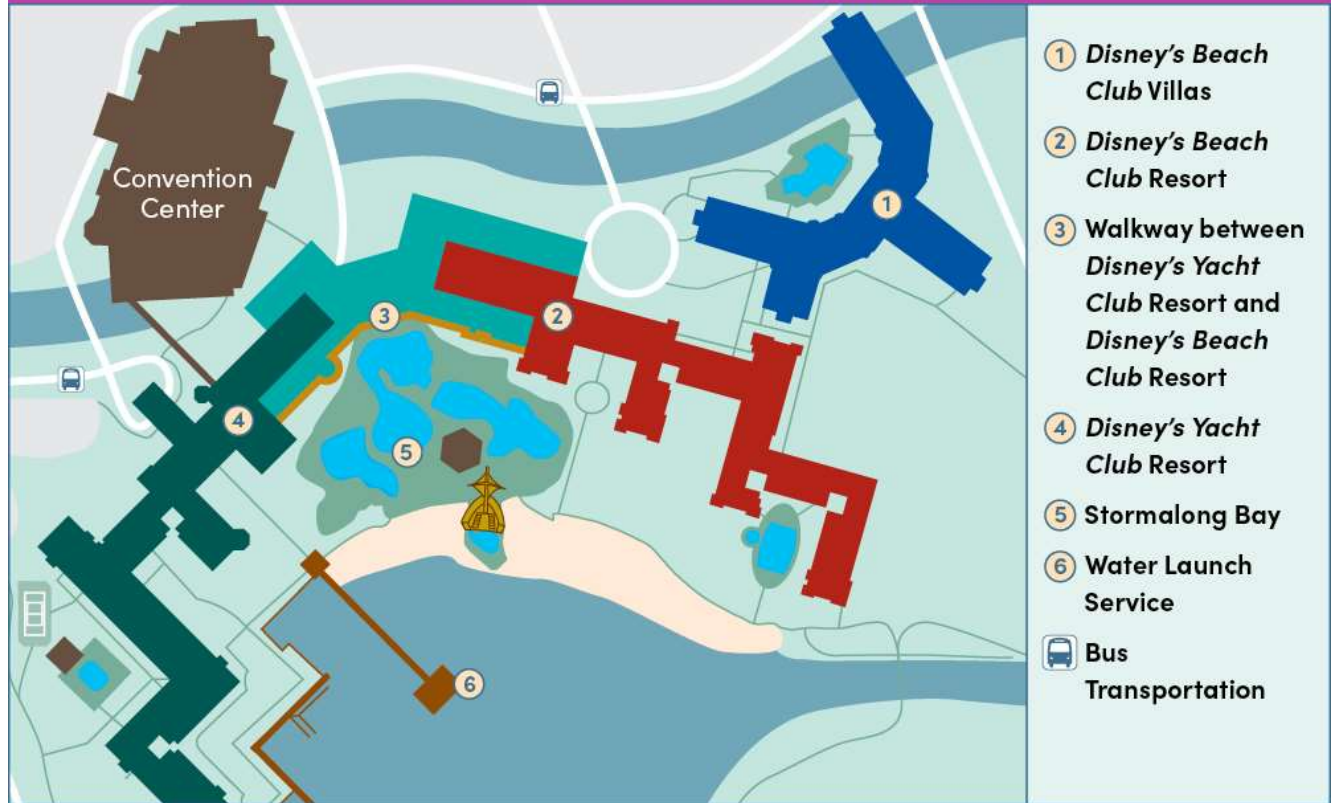 Convention
Center
1
2
3
4
5
6
1 Disney's Beach
Club Villas
2 Disney's Beach
Club Resort
3 Walkway between
Disney's Yacht
Club Resort and
Disney's Beach
Club Resort
4 Disney's Yacht
Club Resort
5 Stormalong Bay
6 Water Launch
Service
Bus
Transportation